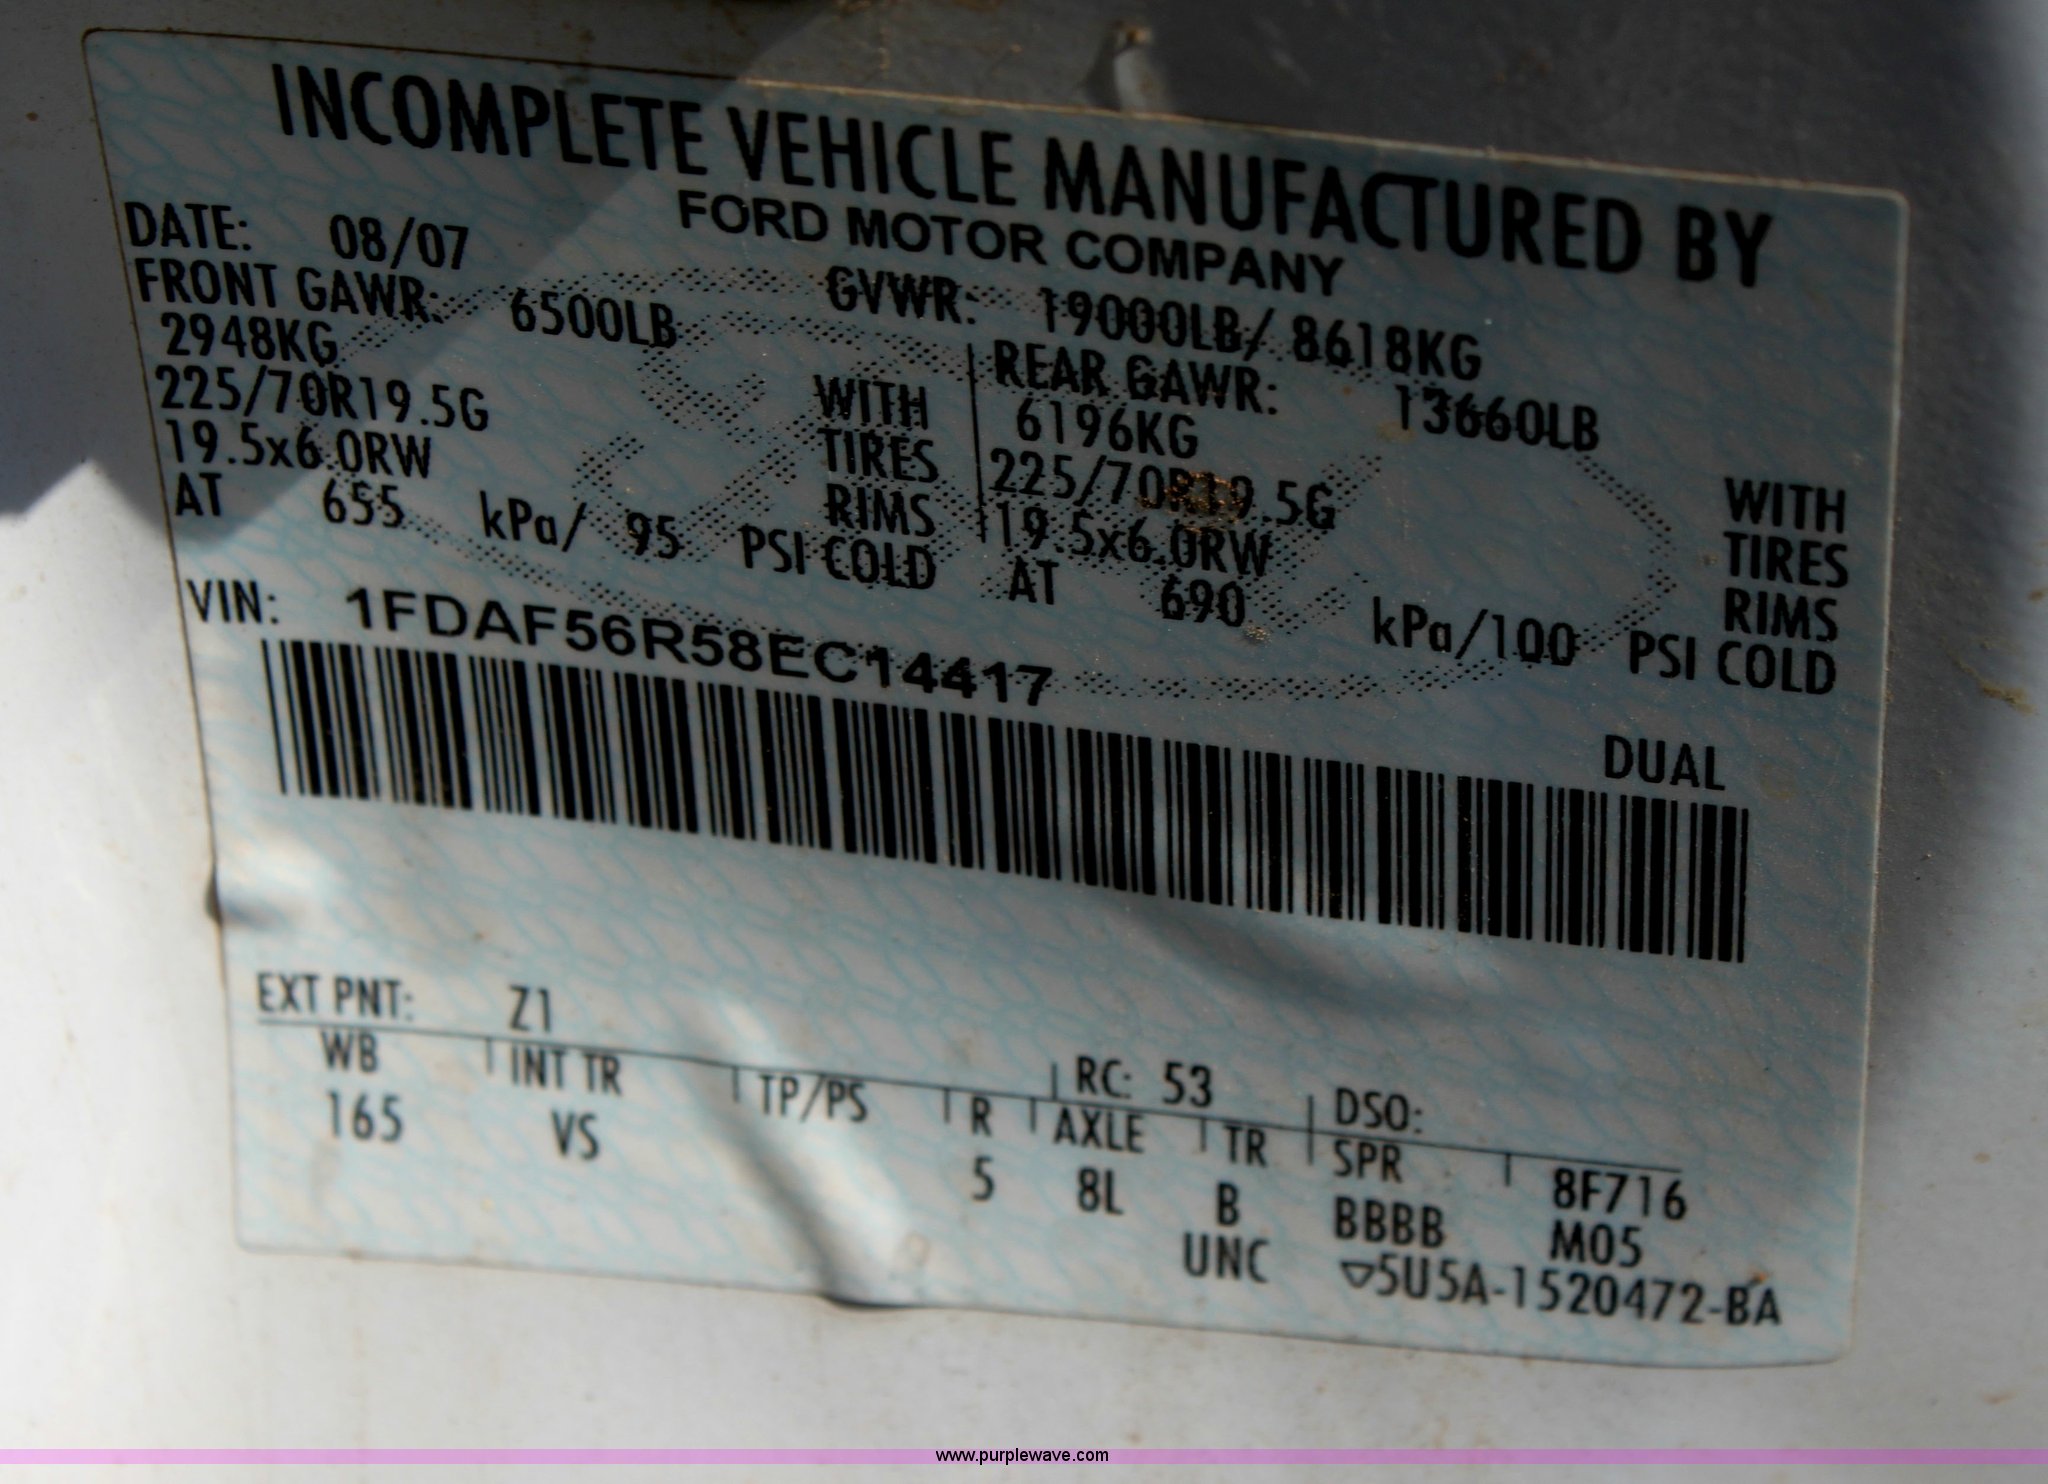 INCOMPLETE VEHICLE MANUFACTURED BY
FORD MOTOR COMPANY
DATE: 08/07
GVWR: 19000LB/ 8618KG
FRONT GAWR: 6500LB
2948KG
225/70R19.5G
19.5x6.0RW
AT 655 kPa/ 95 PSI COLD
WITH
TIRES
RIMS
REAR GAWR: 13660LB
6196KG
225/70R19.5G
19.5x6.0RW
AT 690 kPa/100 PSI COLD
WITH
TIRES
RIMS
VIN: 1FDAF56R58EC14417
DUAL
EXT PNT: Z1
RC: 53 DSO:
WB INT TR TP/PS R AXLE TR SPR
165 VS 5 8L B BBBB
8F716
M05
UNC ▽5U5A-1520472-BA
www.purplewave.com